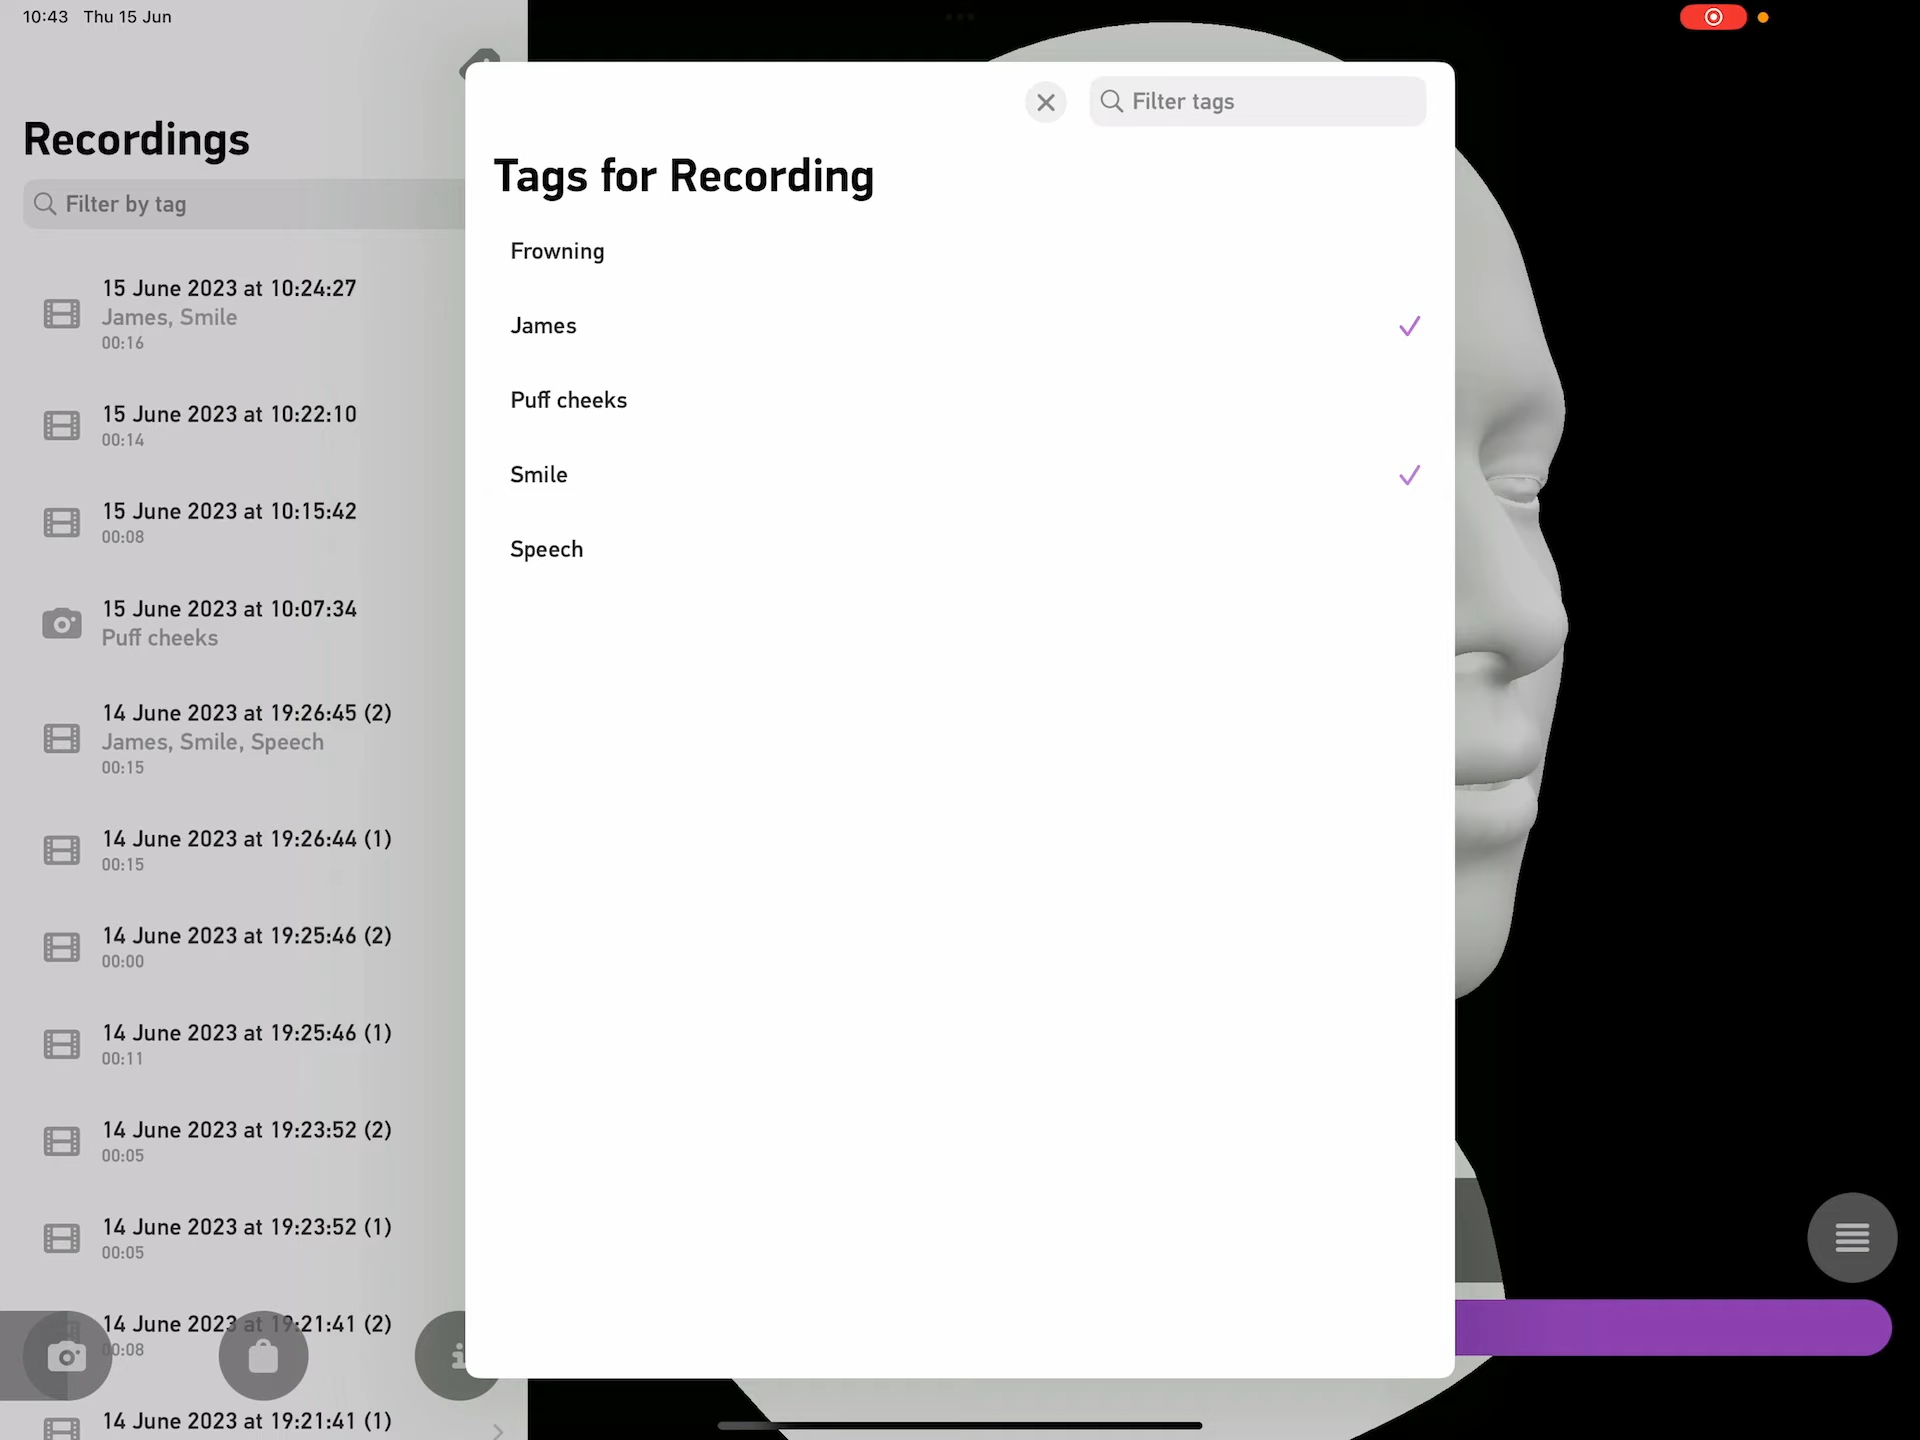 10:43 Thu 15 Jun
Recordings
Filter by tag
15 June 2023 at 10:24:27
James, Smile
00:16
15 June 2023 at 10:22:10
00:14
15 June 2023 at 10:15:42
00:08
15 June 2023 at 10:07:34
Puff cheeks
14 June 2023 at 19:26:45 (2)
James, Smile, Speech
00:15
14 June 2023 at 19:26:44 (1)
00:15
14 June 2023 at 19:25:46 (2)
00:00
14 June 2023 at 19:25:46 (1)
00:11
14 June 2023 at 19:23:52 (2)
00:05
14 June 2023 at 19:23:52 (1)
00:05
14 June 2023 at 19:21:41 (2)
00:08
14 June 2023 at 19:21:41 (1)
Filter tags
Tags for Recording
Frowning
James
Puff cheeks
Smile
Speech